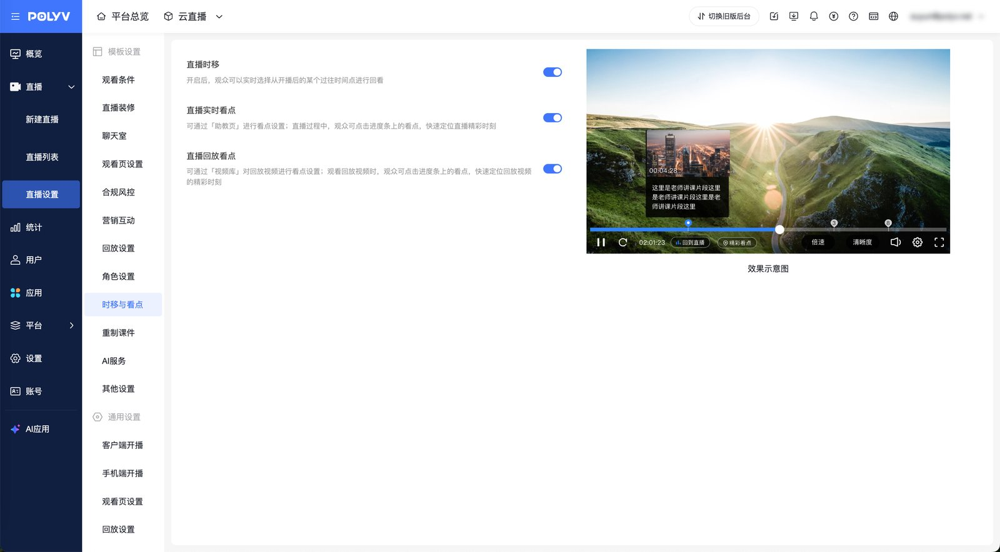 POLYV
平台总览
云直播
切换旧版后台
概览
直播
新建直播
直播列表
直播设置
统计
用户
应用
平台
设置
账号
AI应用
模板设置
观看条件
直播装修
聊天室
观看页设置
合规风控
营销互动
回放设置
角色设置
时移与看点
重制课件
AI服务
其他设置
通用设置
客户端开播
手机端开播
观看页设置
回放设置
直播时移
开启后，观众可以实时选择从开播后的某个过往时间点进行回看
直播实时看点
可通过「助教页」进行看点设置；直播过程中，观众可点击进度条上的看点，快速定位直播精彩时刻
直播回放看点
可通过「视频库」对回放视频进行看点设置；观看回放视频时，观众可点击进度条上的看点，快速定位回放视频
的精彩时刻
00:04:28
这里是老师讲课片段这里
是老师讲课片段这里是老
师讲课片段这里
3
8
02:01:23
回到直播
精彩看点
倍速
清晰度
效果示意图